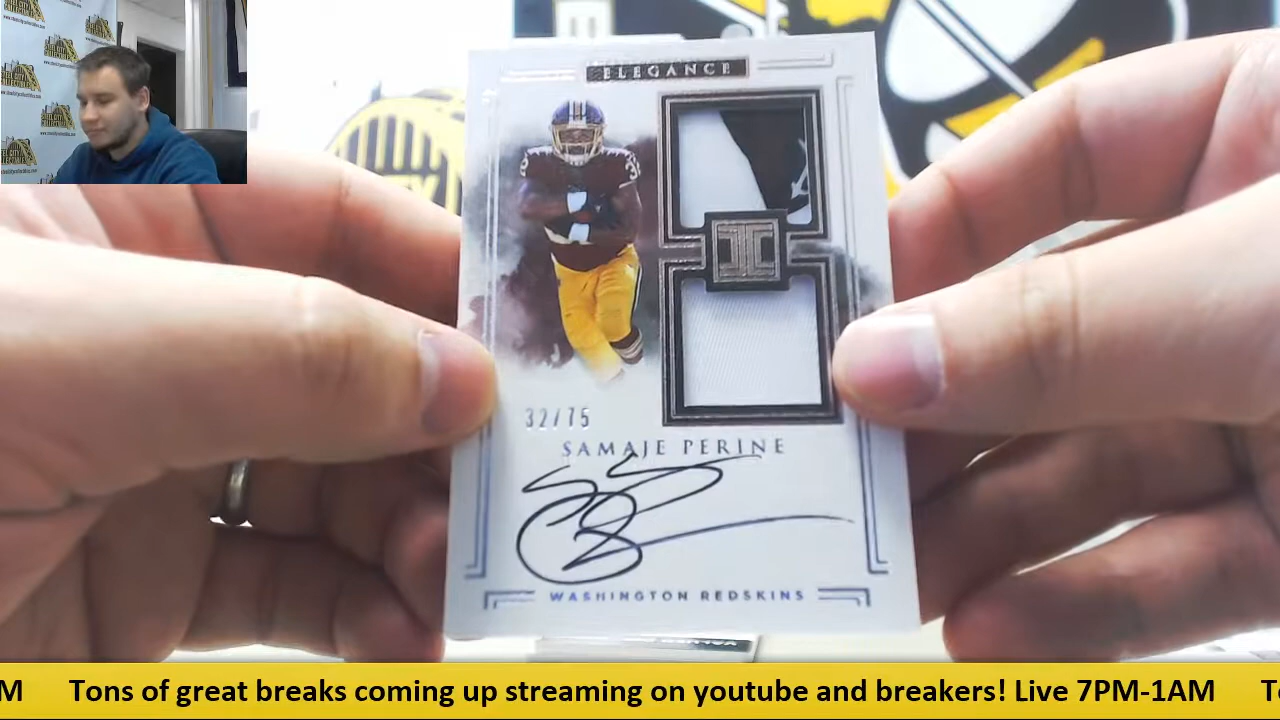 ELEGANCE
32
32/75
SAMAJE PERINE
WASHINGTON REDSKINS
M Tons of great breaks coming up streaming on youtube and breakers! Live 7PM-1AM T